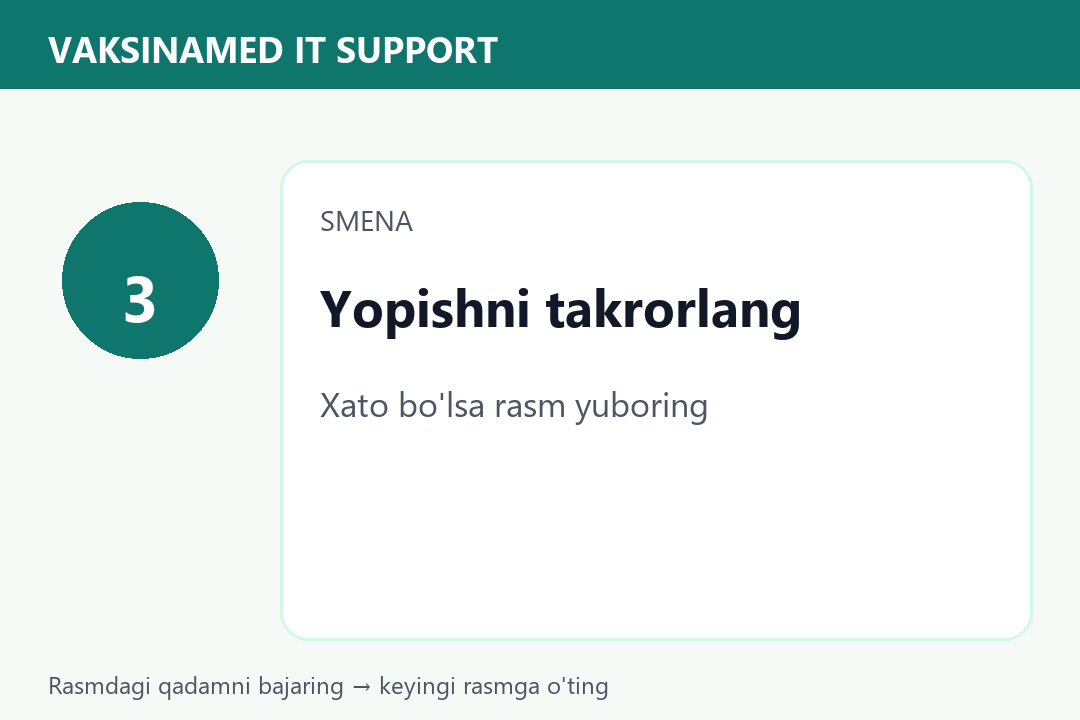 VAKSINAMED IT SUPPORT
3
SMENA
Yopishni takrorlang
Xato bo'lsa rasm yuboring
Rasmdagi qadamni bajaring → keyingi rasmga o'ting